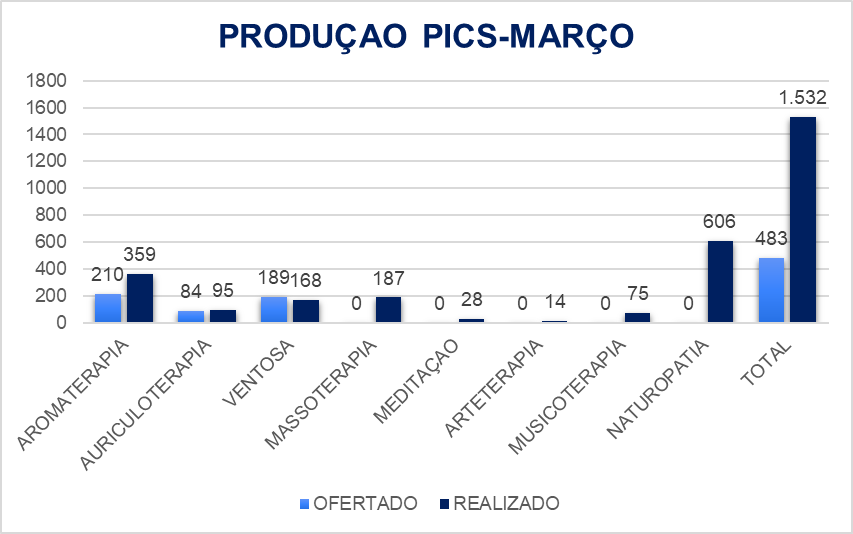 PRODUÇAO PICS-MARÇO
1800
1600
1400
1200
1000
800
600
400
200
0
210
359
84
95
189
168
0
187
0
28
0
14
0
75
0
606
483
1.532
AROMATERAPIA
AURICULOTERAPIA
VENTOSA
MASSOTERAPIA
MEDITAÇAO
ARTETERAPIA
MUSICOTERAPIA
NATUROPATIA
TOTAL
OFERTADO REALIZADO